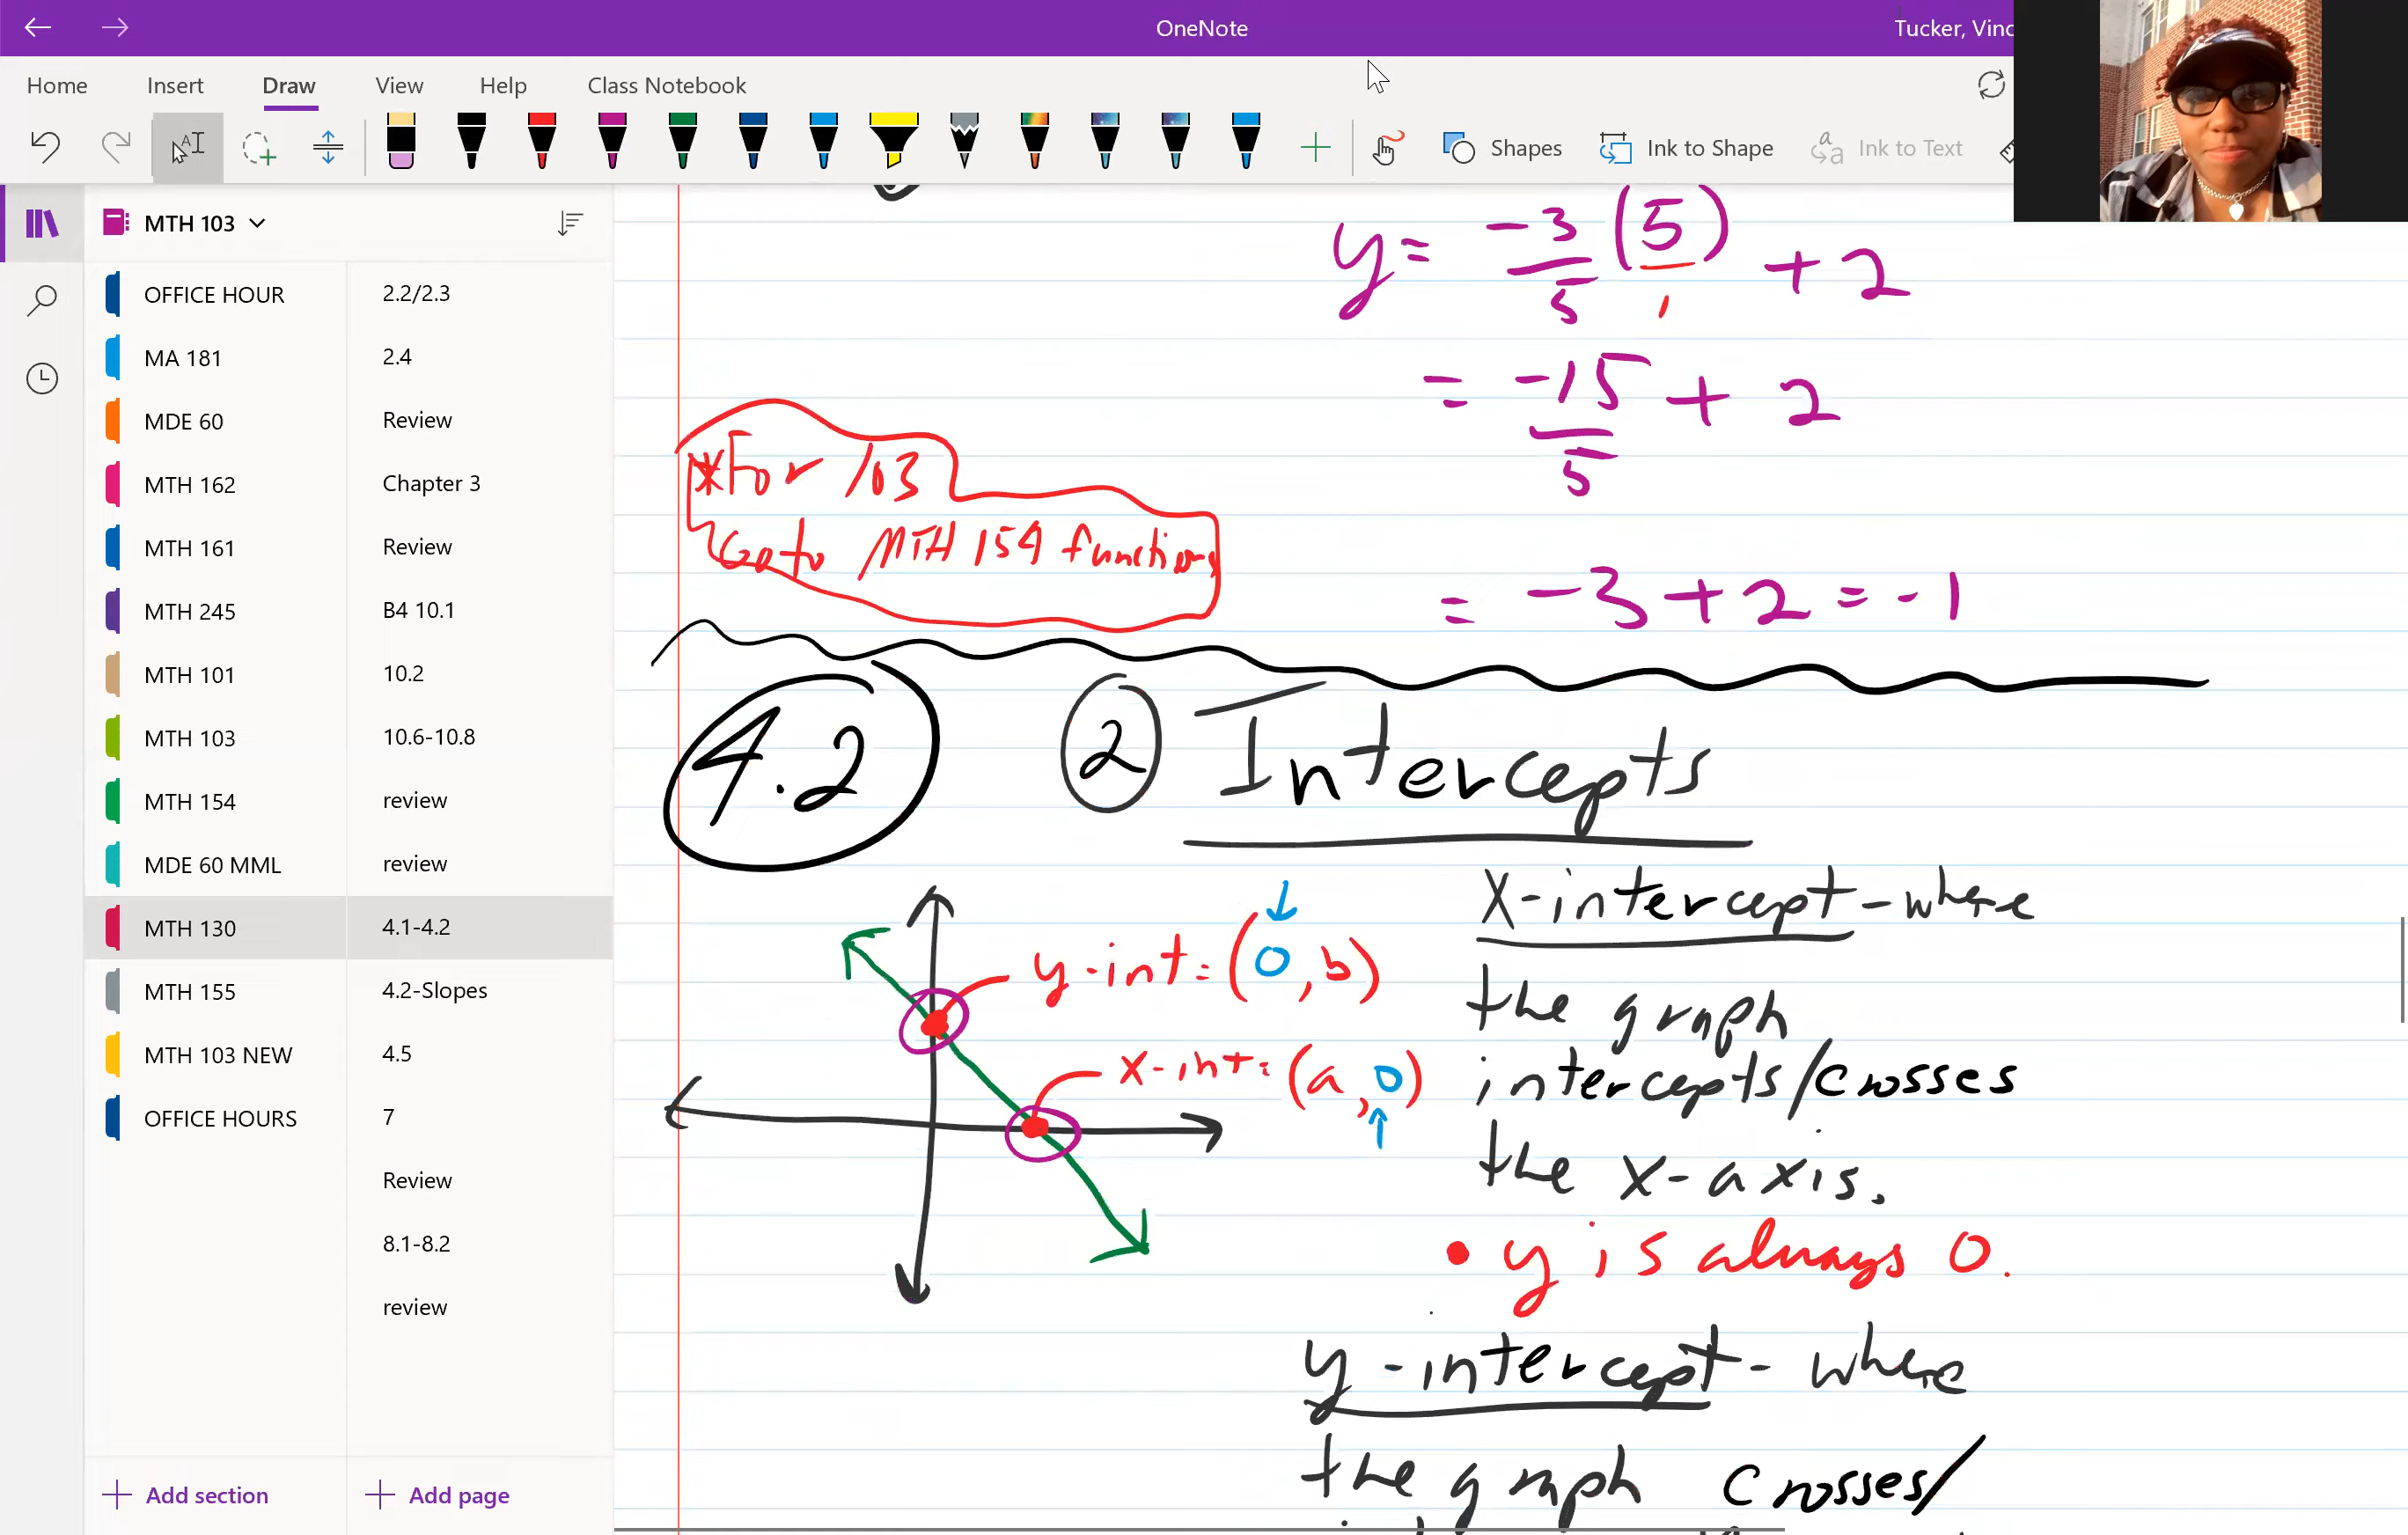 OneNote
Tucker, Vinc
Home Insert Draw View Help Class Notebook
Shapes Ink to Shape Ink to Text
MTH 103
OFFICE HOUR
MA 181
MDE 60
MTH 162
MTH 161
MTH 245
MTH 101
MTH 103
MTH 154
MDE 60 MML
MTH 130
MTH 155
MTH 103 NEW
OFFICE HOURS
Add section
2.2/2.3
2.4
Review
Chapter 3
Review
B4 10.1
10.2
10.6-10.8
review
review
4.1-4.2
4.2-Slopes
4.5
7
Review
8.1-8.2
review
Add page
y = -3/5 (5/1) + 2
= -15/5 + 2
= -3 + 2 = -1
*For 103
Go to MTH 154 functions
4.2 2 Intercepts
y-int = (0, b)
x-int = (a, 0)
X-intercept - where
the graph
intercepts/crosses
the x-axis.
• y is always 0.
y-intercept - where
the graph crosses/